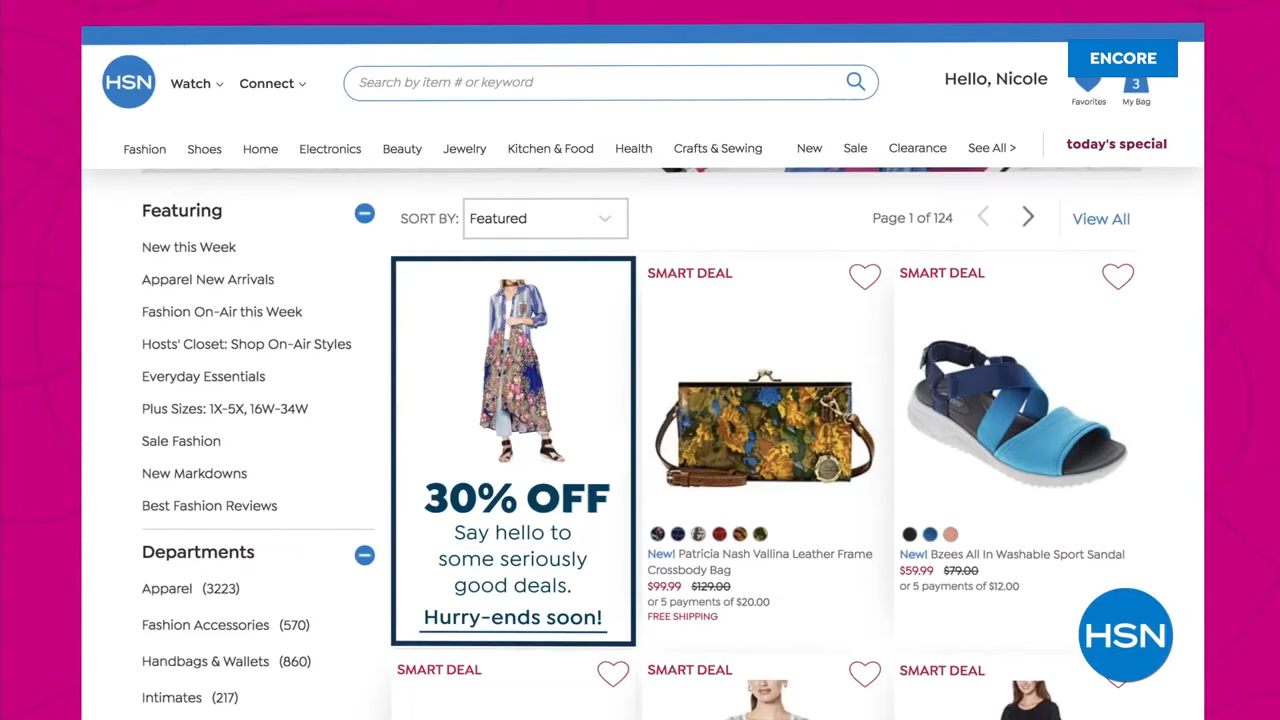 ENCORE
HSN
Watch
Connect
Search by item # or keyword
Hello, Nicole
Favorites
3
My Bag
Fashion
Shoes
Home
Electronics
Beauty
Jewelry
Kitchen & Food
Health
Crafts & Sewing
New
Sale
Clearance
See All >
today's special
Featuring
New this Week
Apparel New Arrivals
Fashion On-Air this Week
Hosts' Closet: Shop On-Air Styles
Everyday Essentials
Plus Sizes: 1X-5X, 16W-34W
Sale Fashion
New Markdowns
Best Fashion Reviews
Departments
Apparel (3223)
Fashion Accessories (570)
Handbags & Wallets (860)
Intimates (217)
SORT BY: Featured
Page 1 of 124
View All
30% OFF
Say hello to
some seriously
good deals.
Hurry-ends soon!
SMART DEAL
New! Patricia Nash Vallina Leather Frame
Crossbody Bag
$99.99 $129.00
or 5 payments of $20.00
FREE SHIPPING
SMART DEAL
New! Bzees All In Washable Sport Sandal
$59.99 $79.00
or 5 payments of $12.00
SMART DEAL
SMART DEAL
SMART DEAL
HSN